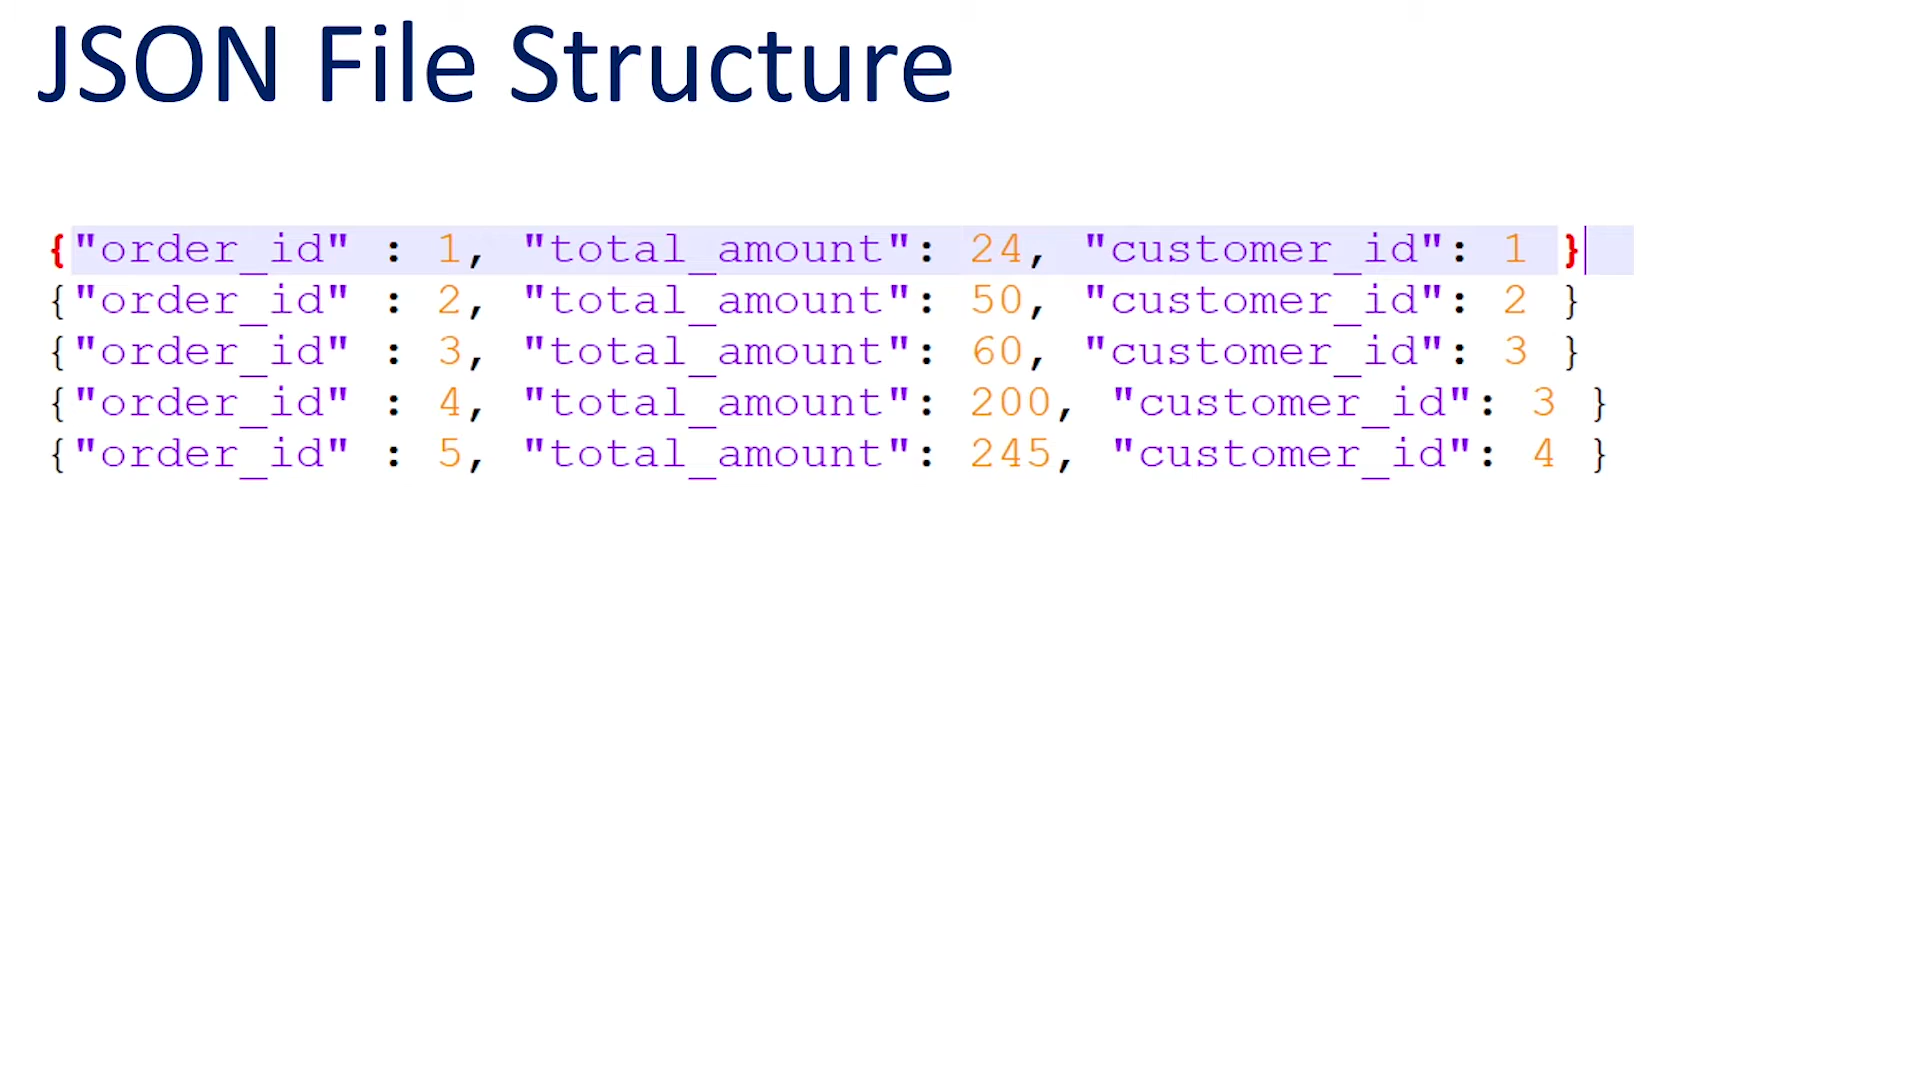 JSON File Structure
{"order_id" : 1, "total_amount": 24, "customer_id": 1 }
{"order_id" : 2, "total_amount": 50, "customer_id": 2 }
{"order_id" : 3, "total_amount": 60, "customer_id": 3 }
{"order_id" : 4, "total_amount": 200, "customer_id": 3 }
{"order_id" : 5, "total_amount": 245, "customer_id": 4 }